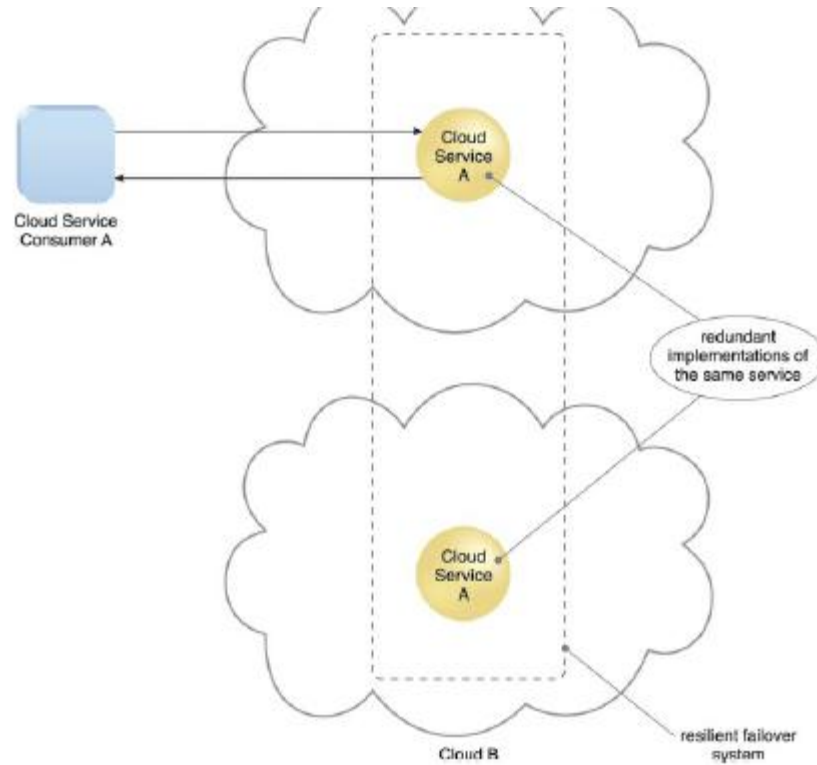 Cloud
Service
A
Cloud Service
Consumer A
redundant
implementations of
the same service
Cloud
Service
A
resilient failover
system
Cloud B